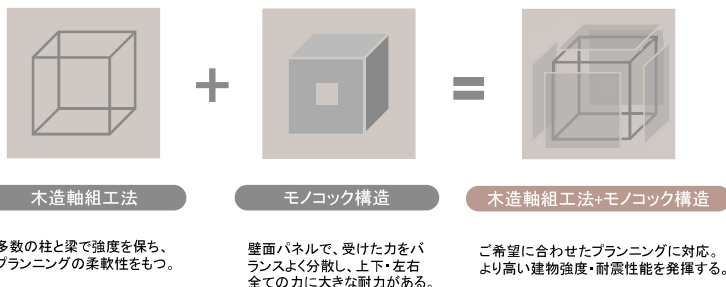 +
=
木造軸組工法
モノコック構造
木造軸組工法+モノコック構造
多数の柱と梁で強度を保ち、
プランニングの柔軟性をもつ。
壁面パネルで、受けた力をバ
ランスよく分散し、上下・左右
全ての力に大きな耐力がある。
ご希望に合わせたプランニングに対応。
より高い建物強度・耐震性能を発揮する。